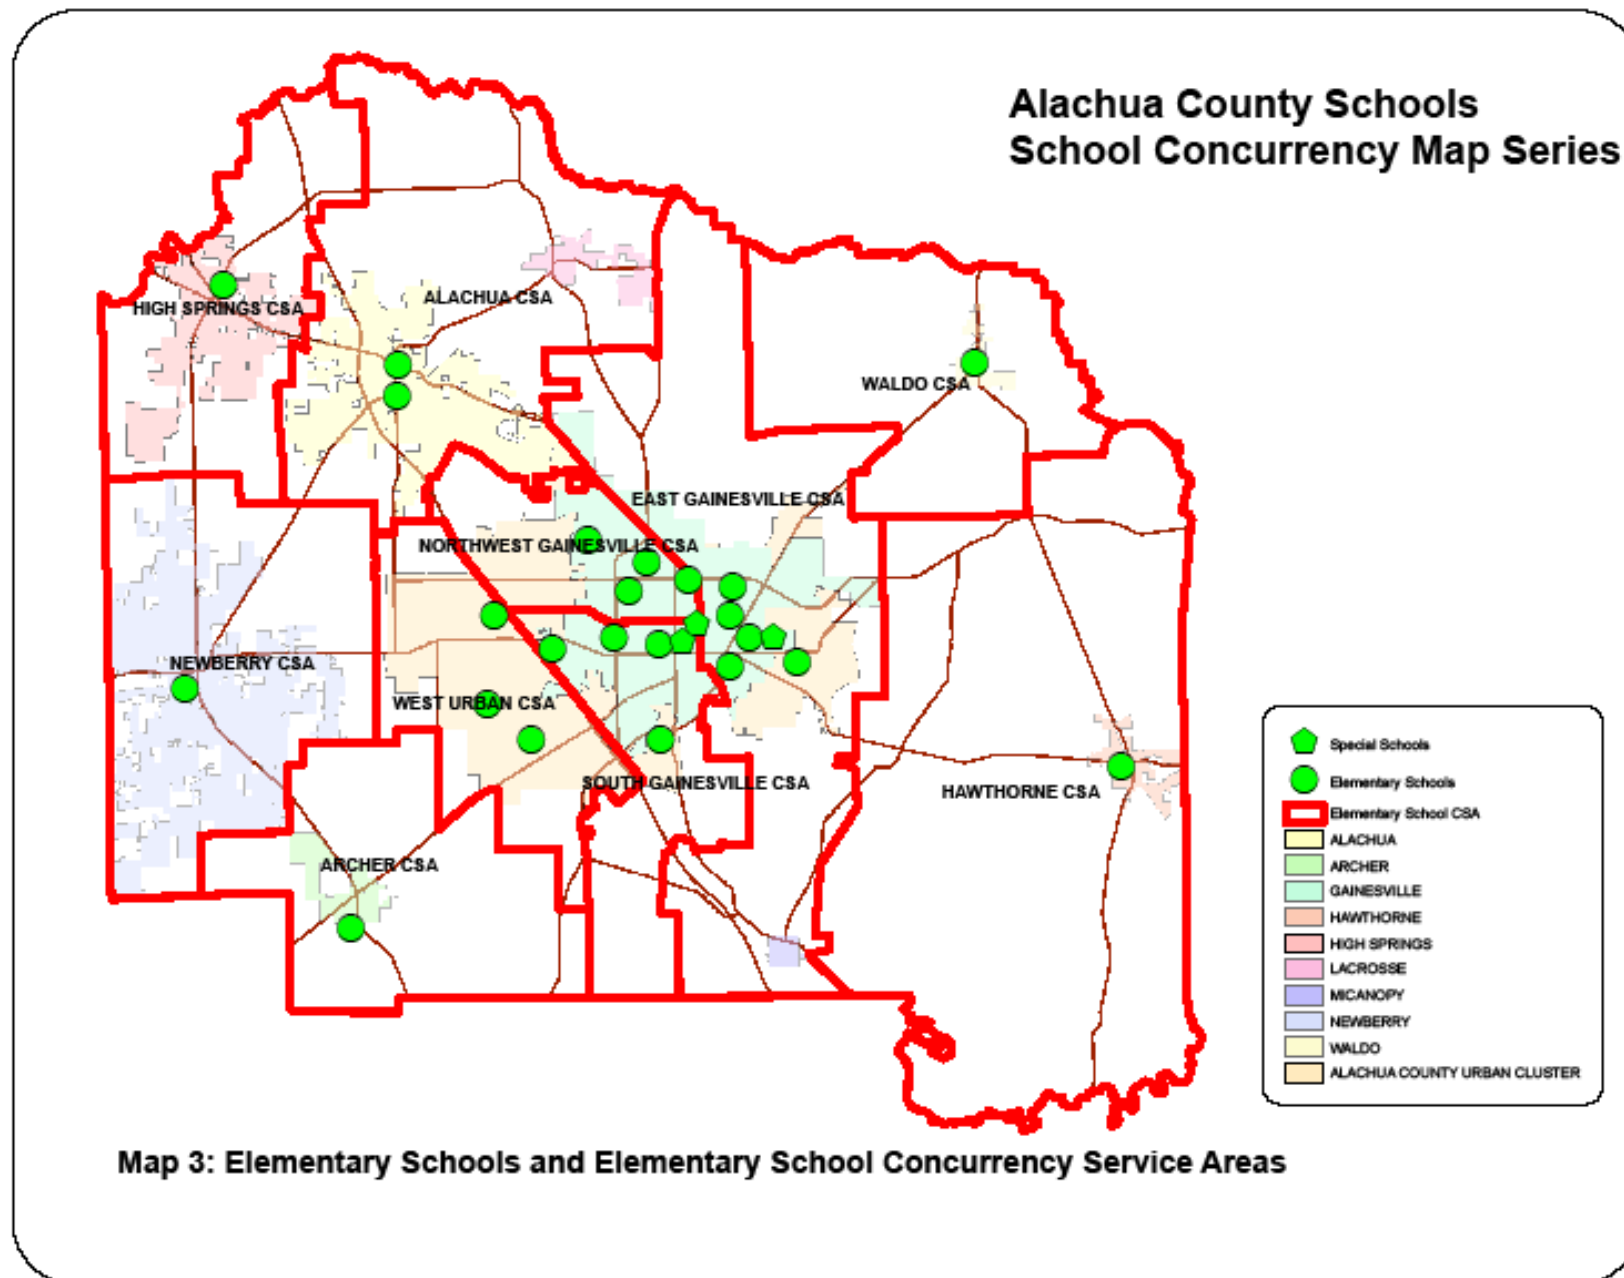 Alachua County Schools
School Concurrency Map Series
HIGH SPRINGS CSA
ALACHUA CSA
WALDO CSA
EAST GAINESVILLE CSA
NORTHWEST GAINESVILLE CSA
NEWBERRY CSA
WEST URBAN CSA
SOUTH GAINESVILLE CSA
HAWTHORNE CSA
ARCHER CSA
Special Schools
Elementary Schools
Elementary School CSA
ALACHUA
ARCHER
GAINESVILLE
HAWTHORNE
HIGH SPRINGS
LACROSSE
MICANOPY
NEWBERRY
WALDO
ALACHUA COUNTY URBAN CLUSTER
Map 3: Elementary Schools and Elementary School Concurrency Service Areas